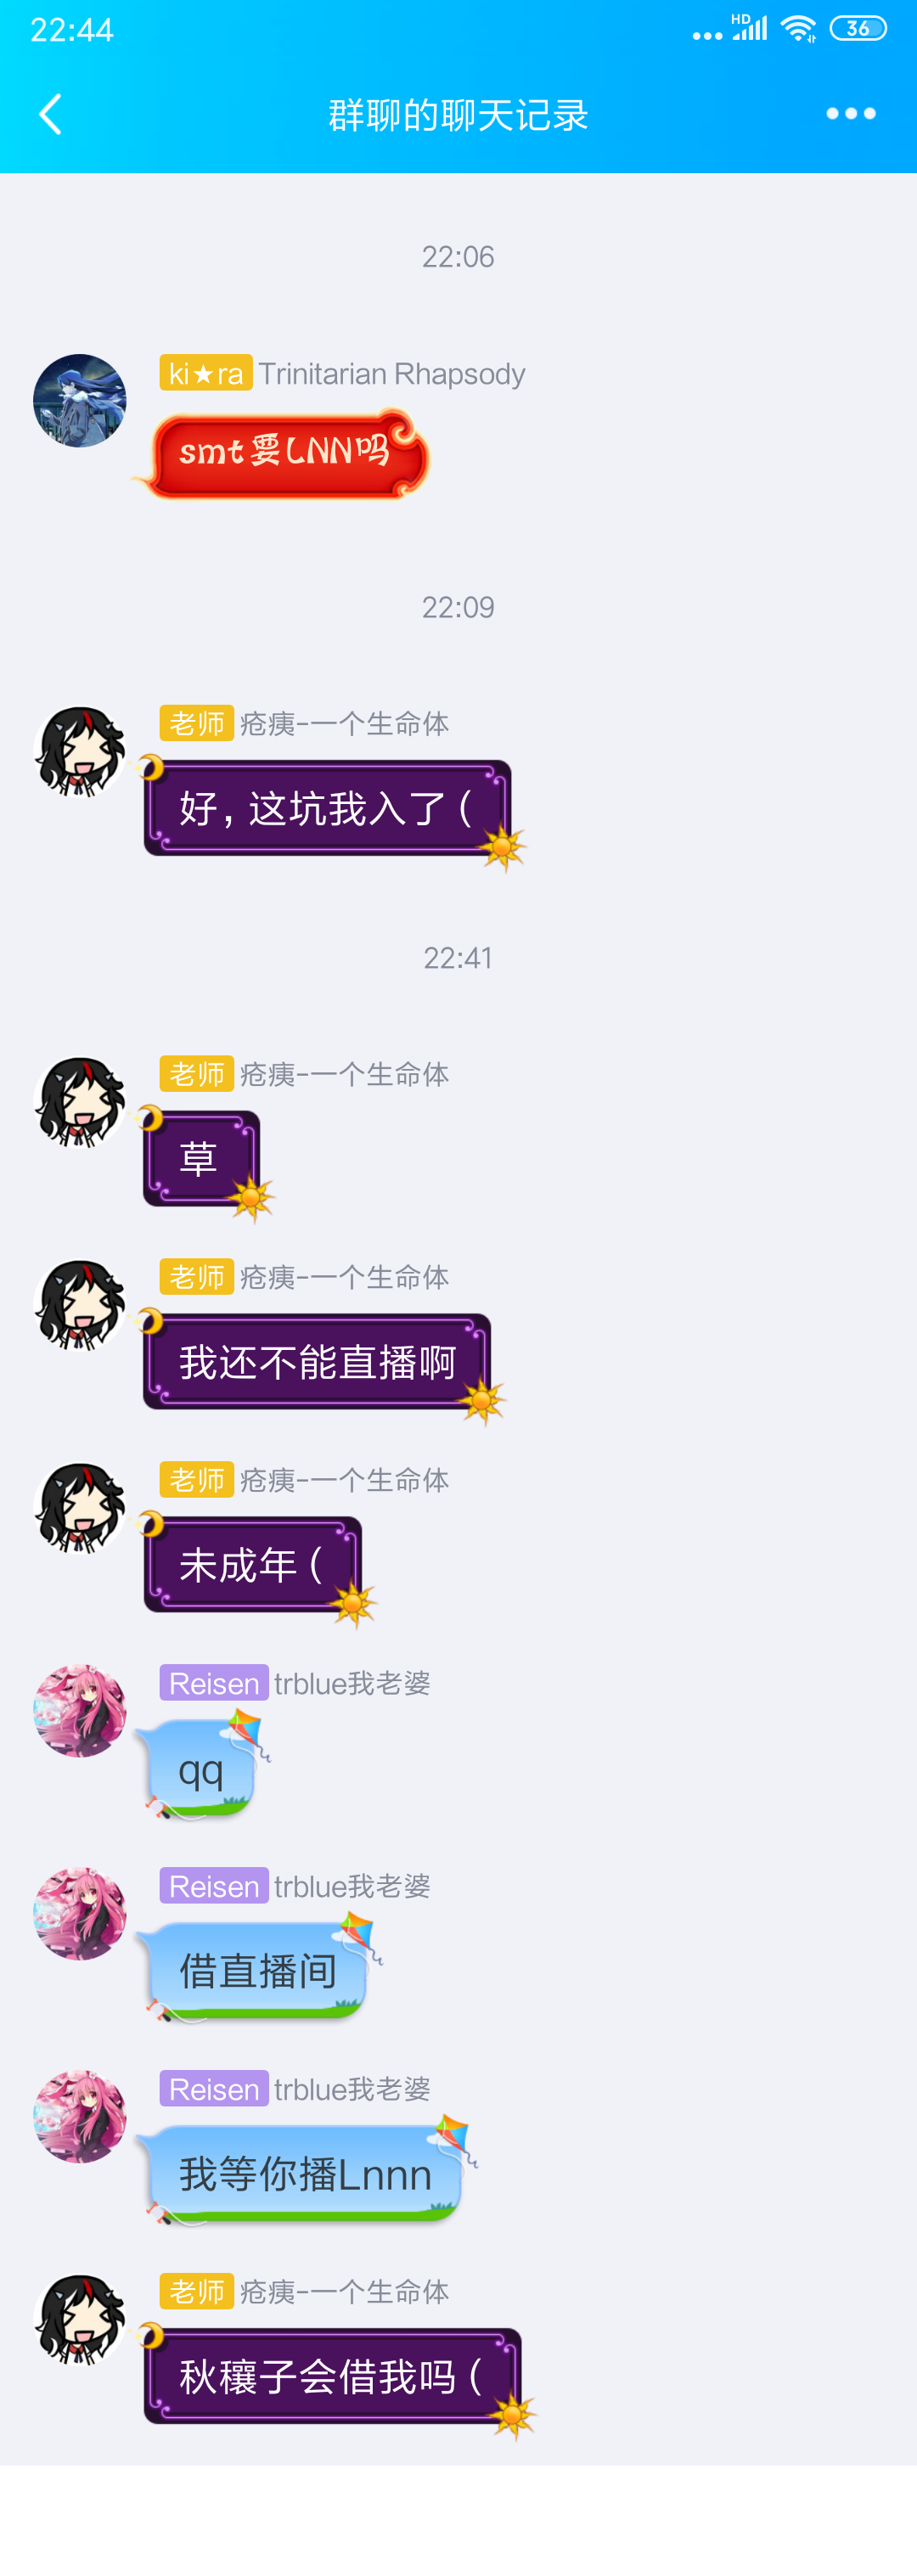 22:44
HD
36
群聊的聊天记录
22:06
ki★ra Trinitarian Rhapsody
smt要LNN吗
22:09
老师 疮痍-一个生命体
好，这坑我入了（
22:41
老师 疮痍-一个生命体
草
老师 疮痍-一个生命体
我还不能直播啊
老师 疮痍-一个生命体
未成年（
Reisen trblue我老婆
qq
Reisen trblue我老婆
借直播间
Reisen trblue我老婆
我等你播Lnnn
老师 疮痍-一个生命体
秋穰子会借我吗（